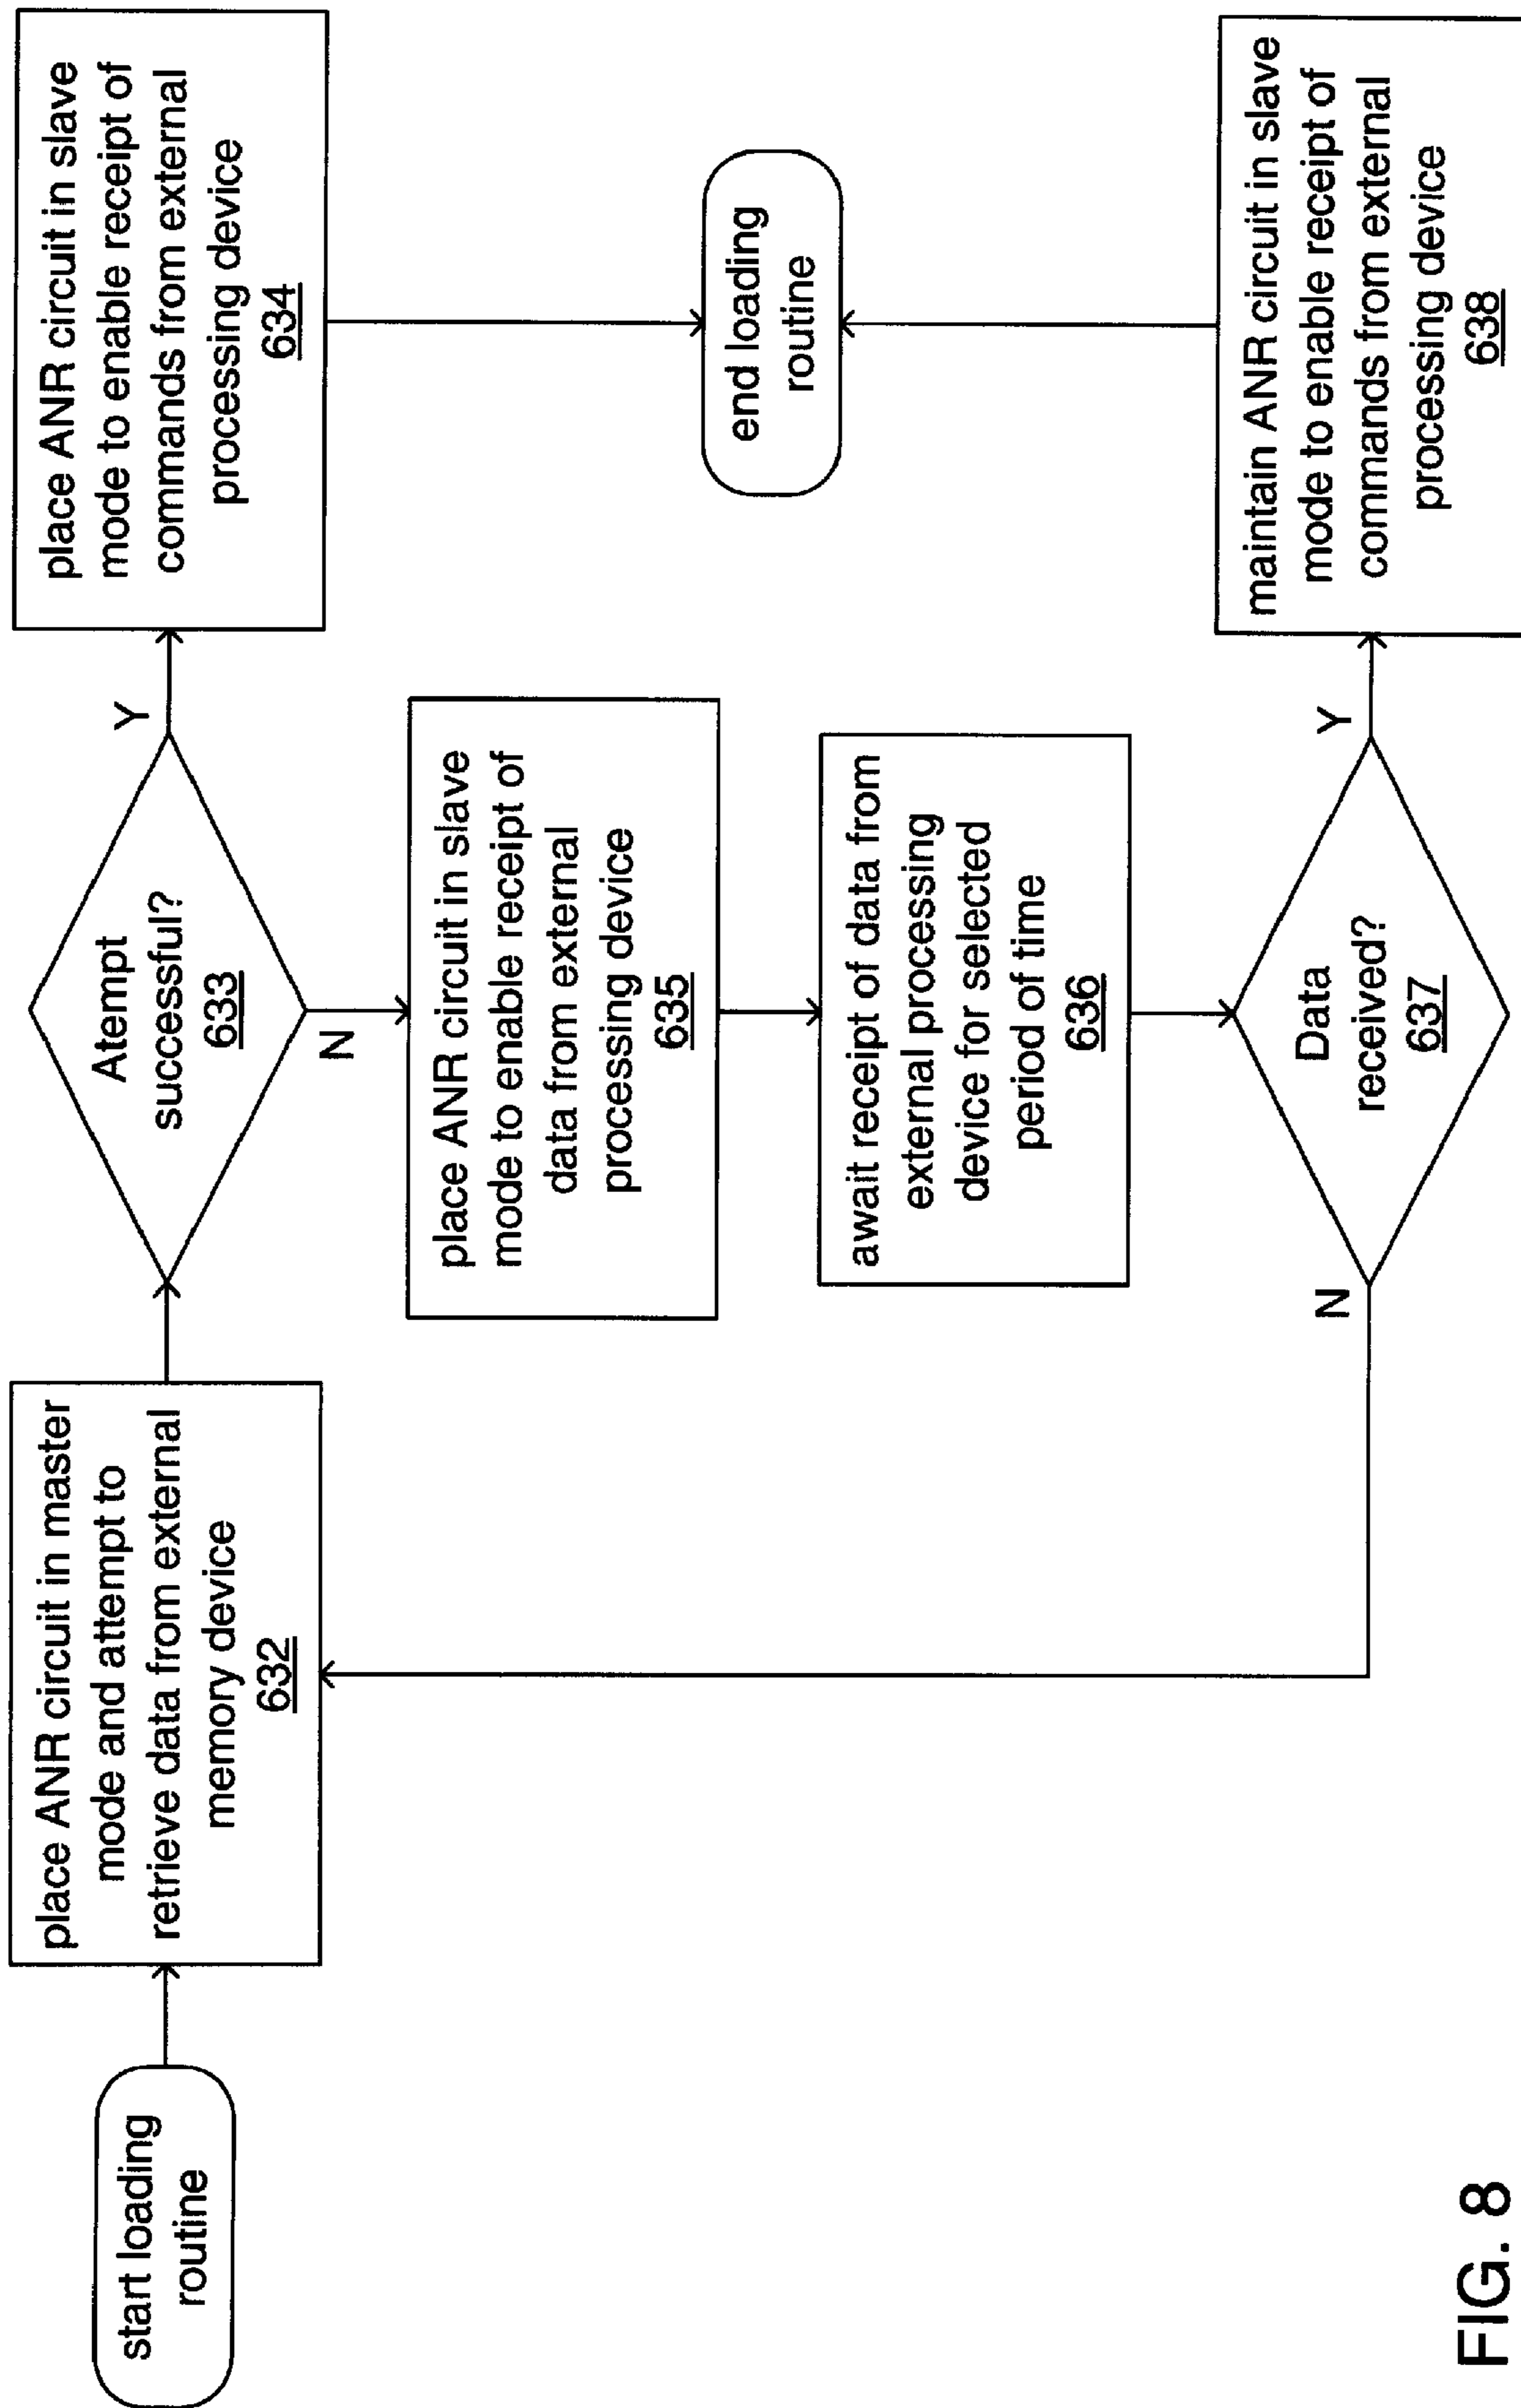 start loading
routine
place ANR circuit in master
mode and attempt to
retrieve data from external
memory device
632
Atempt
successful?
633
Y
N
place ANR circuit in slave
mode to enable receipt of
commands from external
processing device
634
place ANR circuit in slave
mode to enable receipt of
data from external
processing device
635
await receipt of data from
external processing
device for selected
period of time
636
Data
received?
637
N
Y
maintain ANR circuit in slave
mode to enable receipt of
commands from external
processing device
638
end loading
routine
FIG. 8